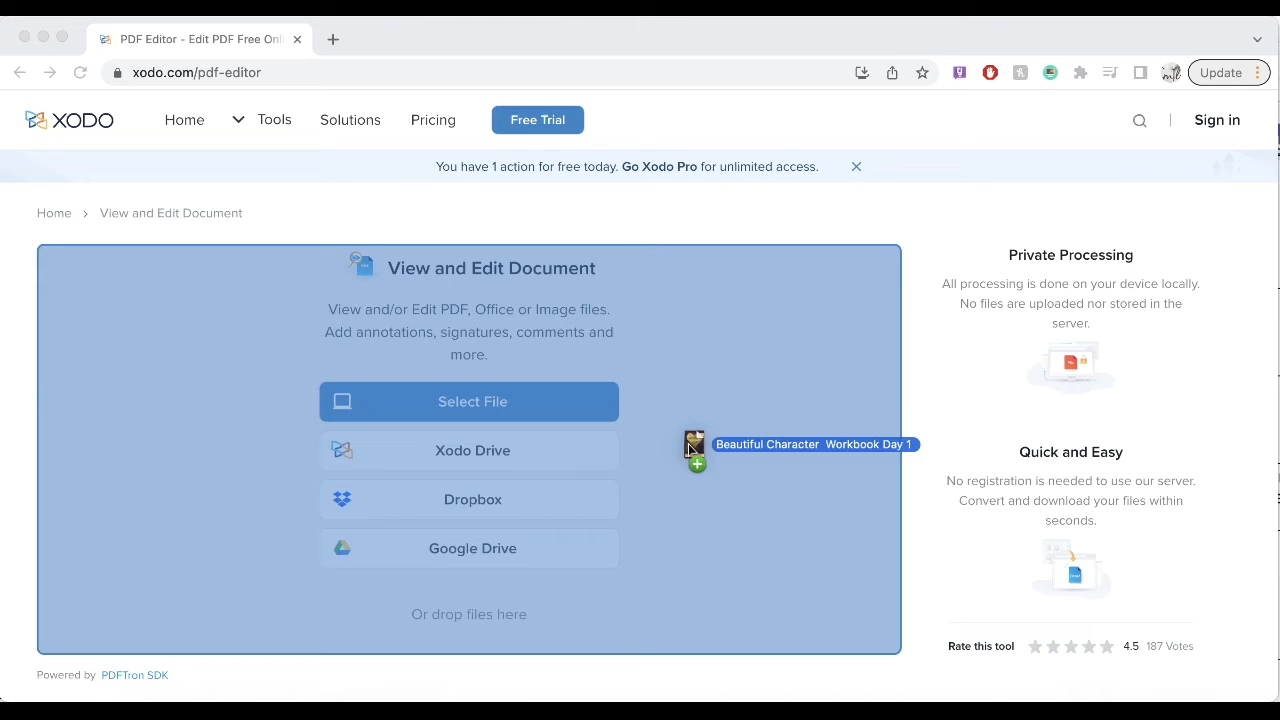 PDF Editor - Edit PDF Free Onl
xodo.com/pdf-editor
Update
XODO
Home
Tools
Solutions
Pricing
Free Trial
Sign in
You have 1 action for free today. Go Xodo Pro for unlimited access.
Home > View and Edit Document
View and Edit Document
View and/or Edit PDF, Office or Image files.
Add annotations, signatures, comments and
more.
Select File
Xodo Drive
Dropbox
Google Drive
Or drop files here
Beautiful Character Workbook Day 1
Private Processing
All processing is done on your device locally.
No files are uploaded nor stored in the
server.
Quick and Easy
No registration is needed to use our server.
Convert and download your files within
seconds.
Rate this tool
4.5 187 Votes
Powered by PDFTron SDK